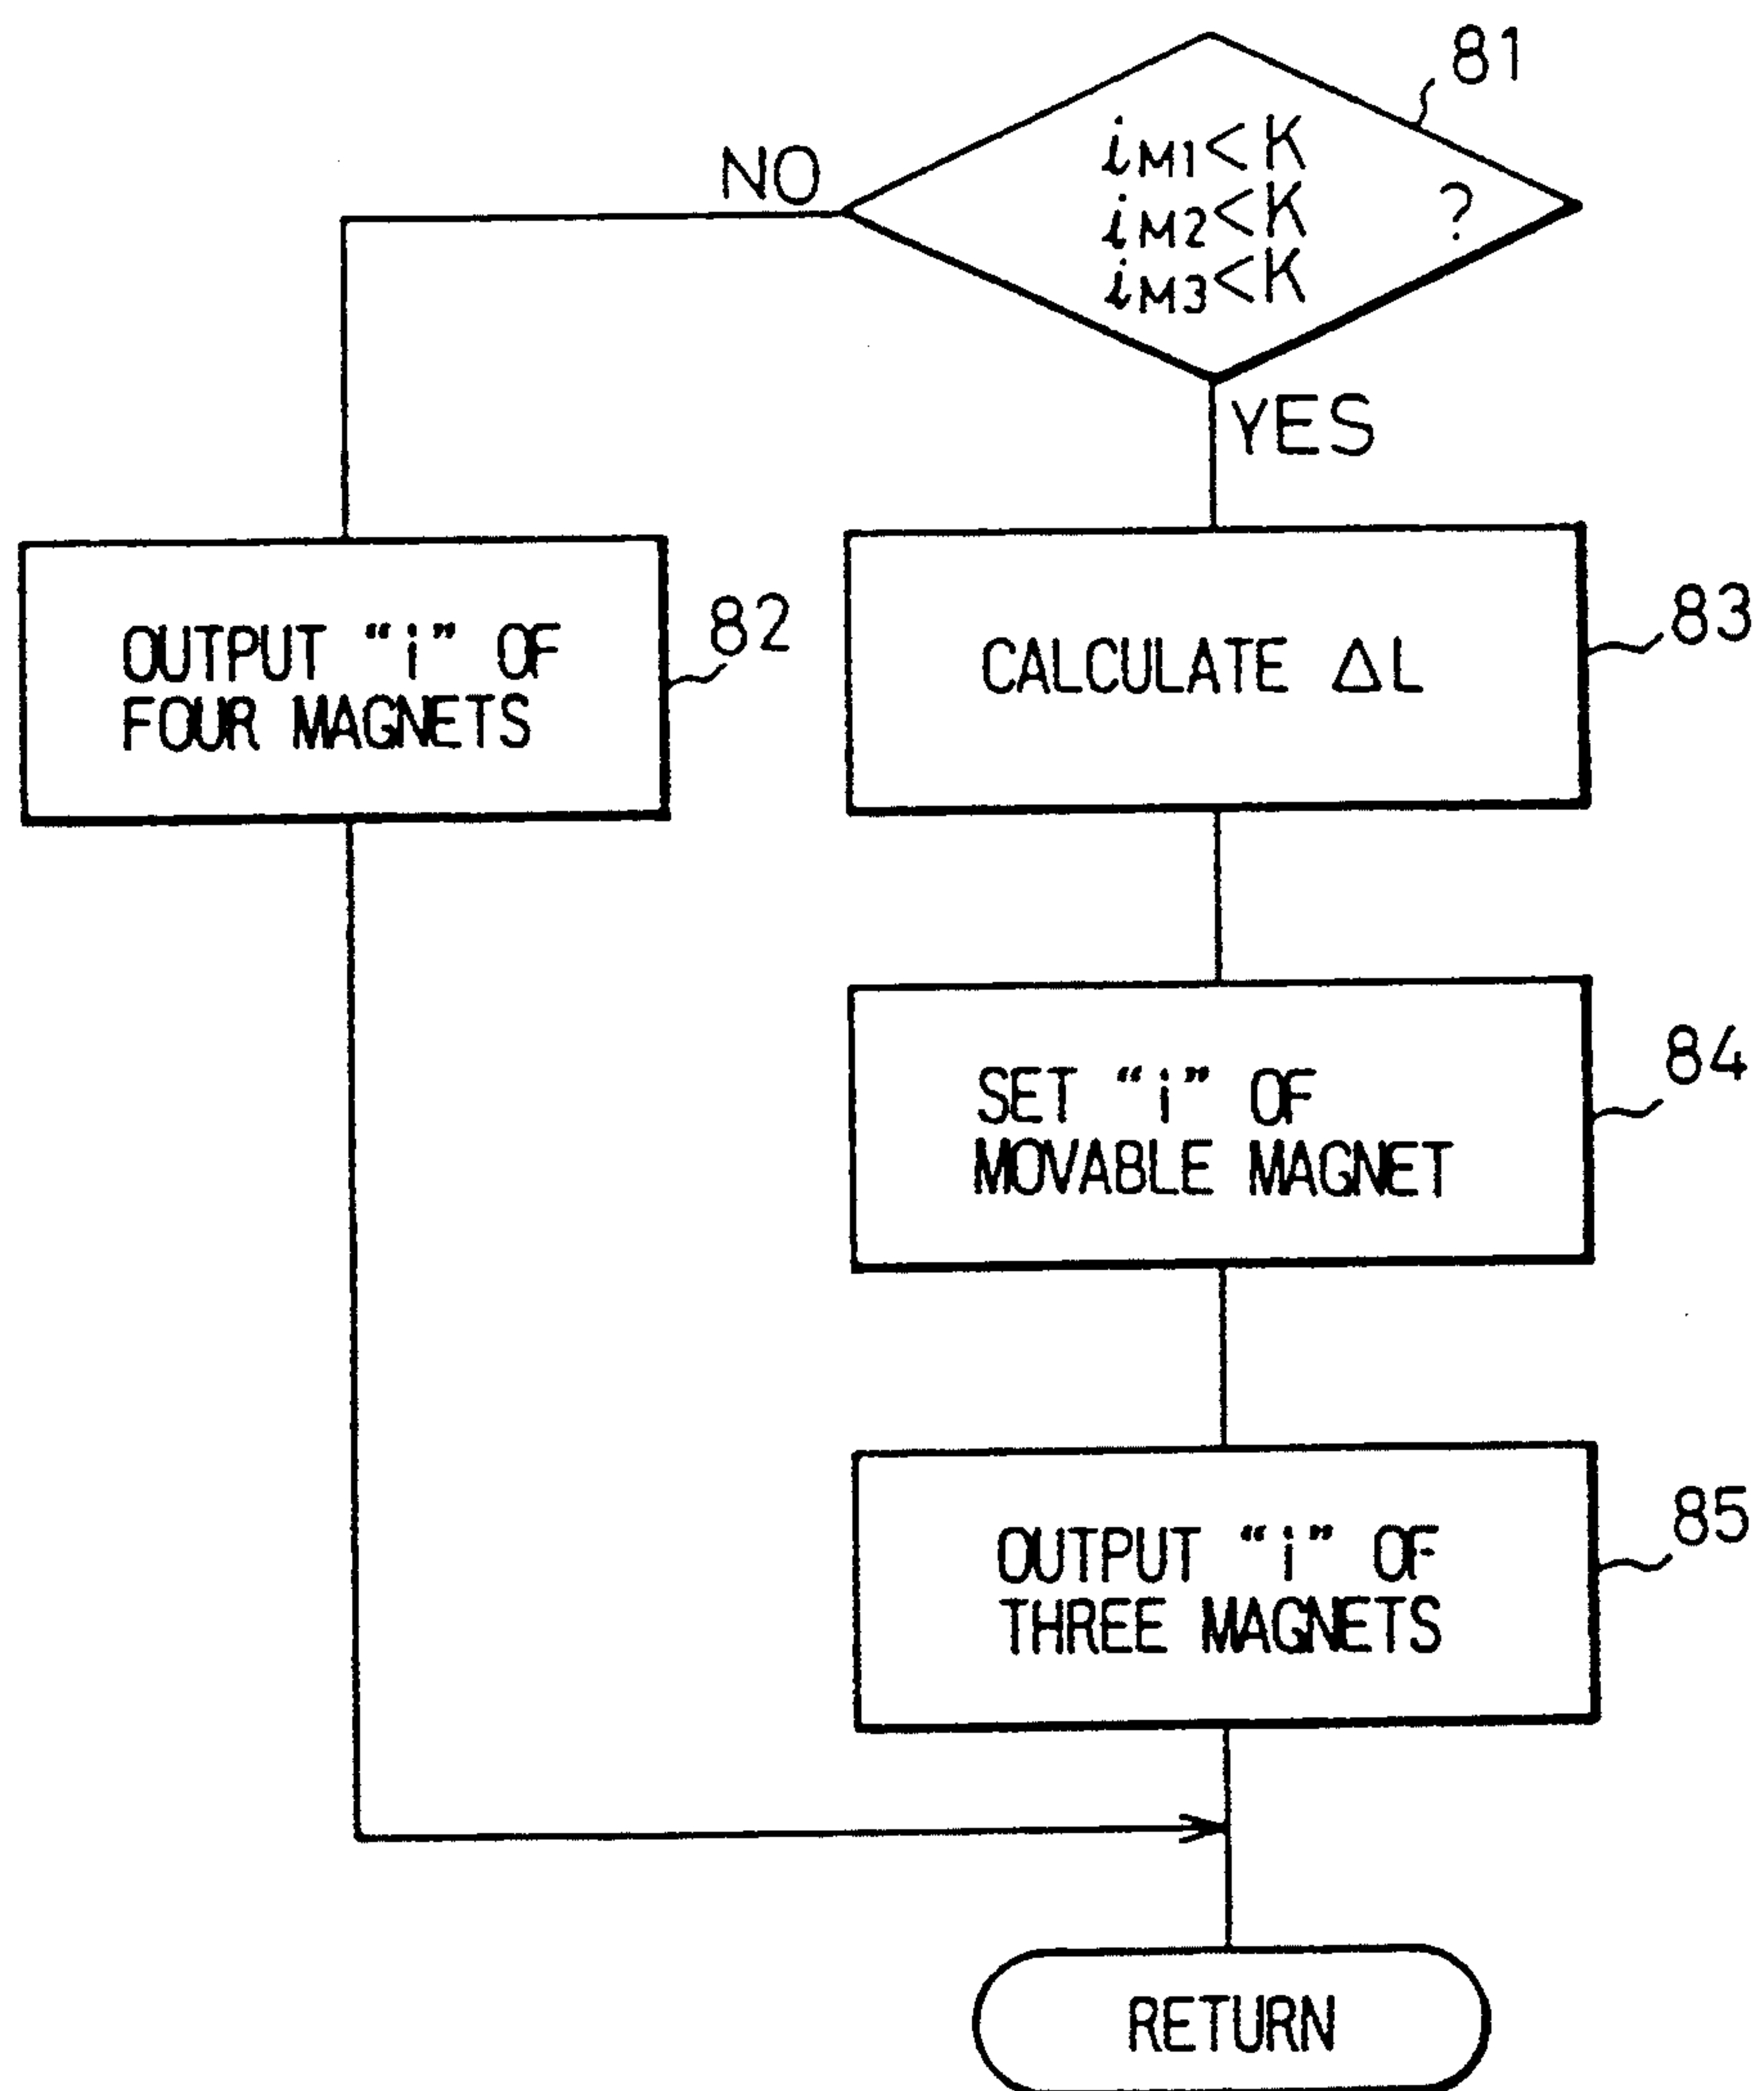 81
iM1<K
iM2<K ?
iM3<K
NO
YES
OUTPUT “i” OF
FOUR MAGNETS
82
CALCULATE ΔL
83
SET “i” OF
MOVABLE MAGNET
84
OUTPUT “i” OF
THREE MAGNETS
85
RETURN